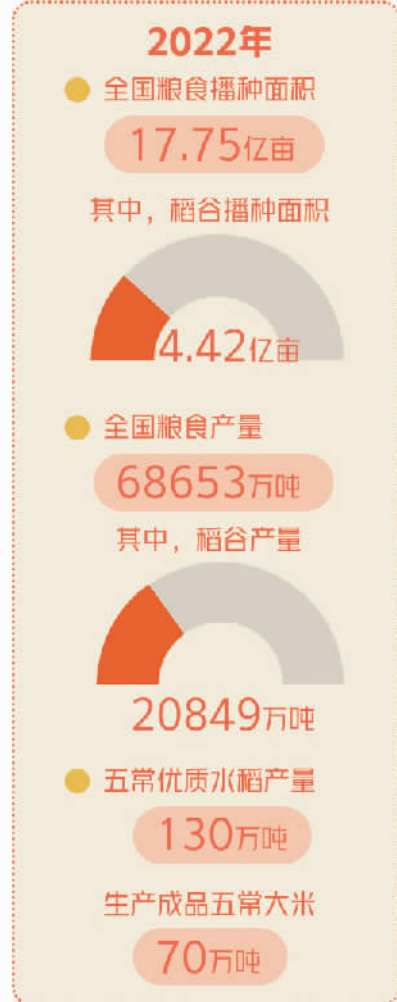 2022年
全国粮食播种面积
17.75亿亩
其中，稻谷播种面积
4.42亿亩
全国粮食产量
68653万吨
其中，稻谷产量
20849万吨
五常优质水稻产量
130万吨
生产成品五常大米
70万吨